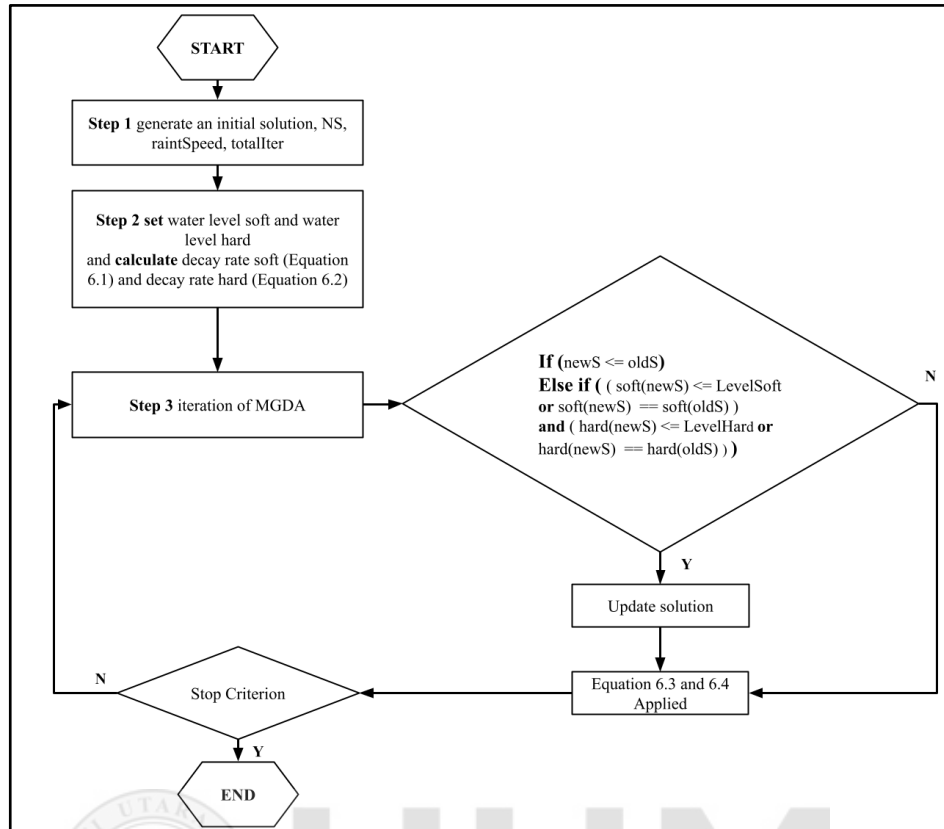 START
Step 1 generate an initial solution, NS,
raintSpeed, totalIter
Step 2 set water level soft and water
level hard
and calculate decay rate soft (Equation
6.1) and decay rate hard (Equation 6.2)
Step 3 iteration of MGDA
If (newS <= oldS)
Else if ( ( soft(newS) <= LevelSoft
or soft(newS) == soft(oldS) )
and ( hard(newS) <= LevelHard or
hard(newS) == hard(oldS) ) )
N
Y
Update solution
Equation 6.3 and 6.4
Applied
N
Stop Criterion
Y
END
UTARA